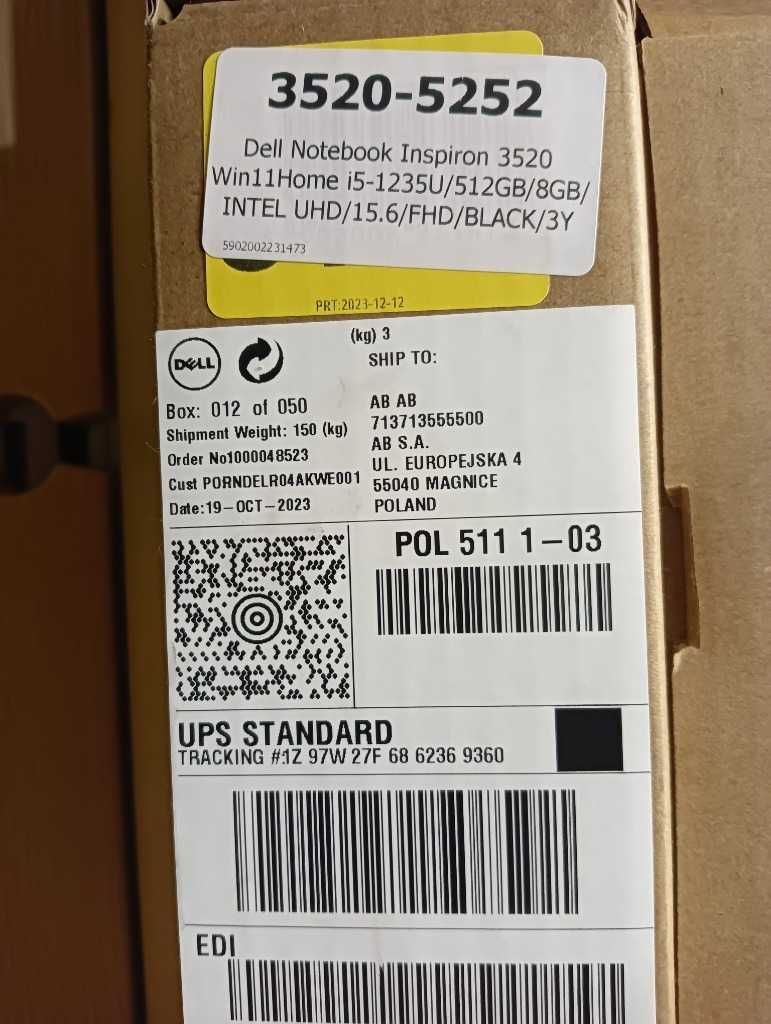 3520-5252
Dell Notebook Inspiron 3520
Win11Home i5-1235U/512GB/8GB/
INTEL UHD/15.6/FHD/BLACK/3Y
5902002231473
PRT:2023-12-12
(kg) 3
DELL
SHIP TO:
Box: 012 of 050
Shipment Weight: 150 (kg)
Order No1000048523
Cust PORNDELR04AKWE001
Date:19-OCT-2023
AB AB
713713555500
AB S.A.
UL. EUROPEJSKA 4
55040 MAGNICE
POLAND
POL 511 1-03
UPS STANDARD
TRACKING #:1Z 97W 27F 68 6236 9360
EDI